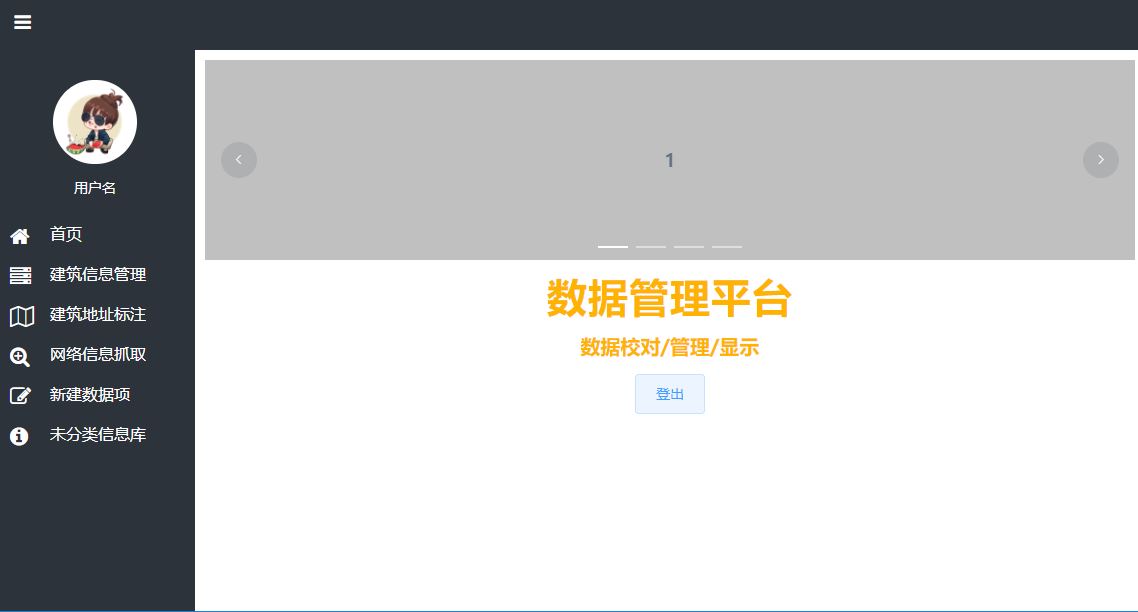 用户名
首页
建筑信息管理
建筑地址标注
网络信息抓取
新建数据项
未分类信息库
1
数据管理平台
数据校对/管理/显示
登出